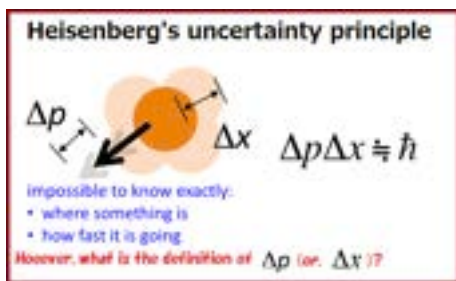 Heisenberg's uncertainty principle
Δp
Δx
ΔpΔx ≒ ℏ
impossible to know exactly:
• where something is
• how fast it is going
However, what is the definition of Δp (or, Δx)?